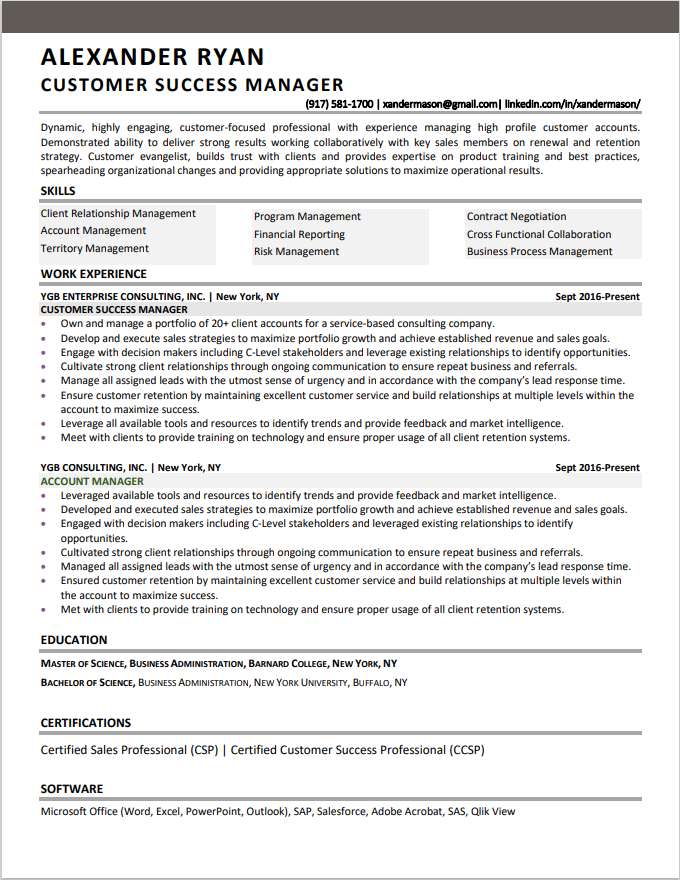 ALEXANDER RYAN
CUSTOMER SUCCESS MANAGER
(917) 581-1700 | xandermason@gmail.com| linkedin.com/in/xandermason/
Dynamic, highly engaging, customer-focused professional with experience managing high profile customer accounts.
Demonstrated ability to deliver strong results working collaboratively with key sales members on renewal and retention
strategy. Customer evangelist, builds trust with clients and provides expertise on product training and best practices,
spearheading organizational changes and providing appropriate solutions to maximize operational results.
SKILLS
Client Relationship Management
Account Management
Territory Management
Program Management
Financial Reporting
Risk Management
Contract Negotiation
Cross Functional Collaboration
Business Process Management
WORK EXPERIENCE
YGB ENTERPRISE CONSULTING, INC. | New York, NY Sept 2016-Present
CUSTOMER SUCCESS MANAGER
• Own and manage a portfolio of 20+ client accounts for a service-based consulting company.
• Develop and execute sales strategies to maximize portfolio growth and achieve established revenue and sales goals.
• Engage with decision makers including C-Level stakeholders and leverage existing relationships to identify opportunities.
• Cultivate strong client relationships through ongoing communication to ensure repeat business and referrals.
• Manage all assigned leads with the utmost sense of urgency and in accordance with the company's lead response time.
• Ensure customer retention by maintaining excellent customer service and build relationships at multiple levels within the
account to maximize success.
• Leverage all available tools and resources to identify trends and provide feedback and market intelligence.
• Meet with clients to provide training on technology and ensure proper usage of all client retention systems.
YGB CONSULTING, INC. | New York, NY Sept 2016-Present
ACCOUNT MANAGER
• Leveraged available tools and resources to identify trends and provide feedback and market intelligence.
• Developed and executed sales strategies to maximize portfolio growth and achieve established revenue and sales goals.
• Engaged with decision makers including C-Level stakeholders and leveraged existing relationships to identify
opportunities.
• Cultivated strong client relationships through ongoing communication to ensure repeat business and referrals.
• Managed all assigned leads with the utmost sense of urgency and in accordance with the company's lead response time.
• Ensured customer retention by maintaining excellent customer service and build relationships at multiple levels within
the account to maximize success.
• Met with clients to provide training on technology and ensure proper usage of all client retention systems.
EDUCATION
MASTER OF SCIENCE, BUSINESS ADMINISTRATION, BARNARD COLLEGE, NEW YORK, NY
BACHELOR OF SCIENCE, BUSINESS ADMINISTRATION, NEW YORK UNIVERSITY, BUFFALO, NY
CERTIFICATIONS
Certified Sales Professional (CSP) | Certified Customer Success Professional (CCSP)
SOFTWARE
Microsoft Office (Word, Excel, PowerPoint, Outlook), SAP, Salesforce, Adobe Acrobat, SAS, Qlik View